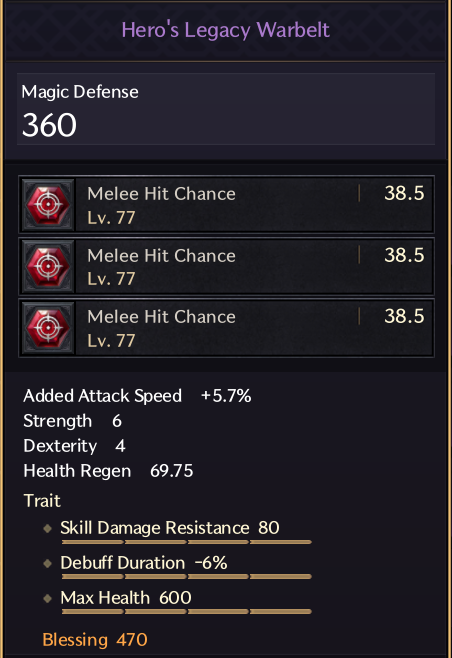 Hero's Legacy Warbelt
Magic Defense
360
Melee Hit Chance 38.5
Lv. 77
Melee Hit Chance 38.5
Lv. 77
Melee Hit Chance 38.5
Lv. 77
Added Attack Speed +5.7%
Strength 6
Dexterity 4
Health Regen 69.75
Trait
Skill Damage Resistance 80
Debuff Duration -6%
Max Health 600
Blessing 470